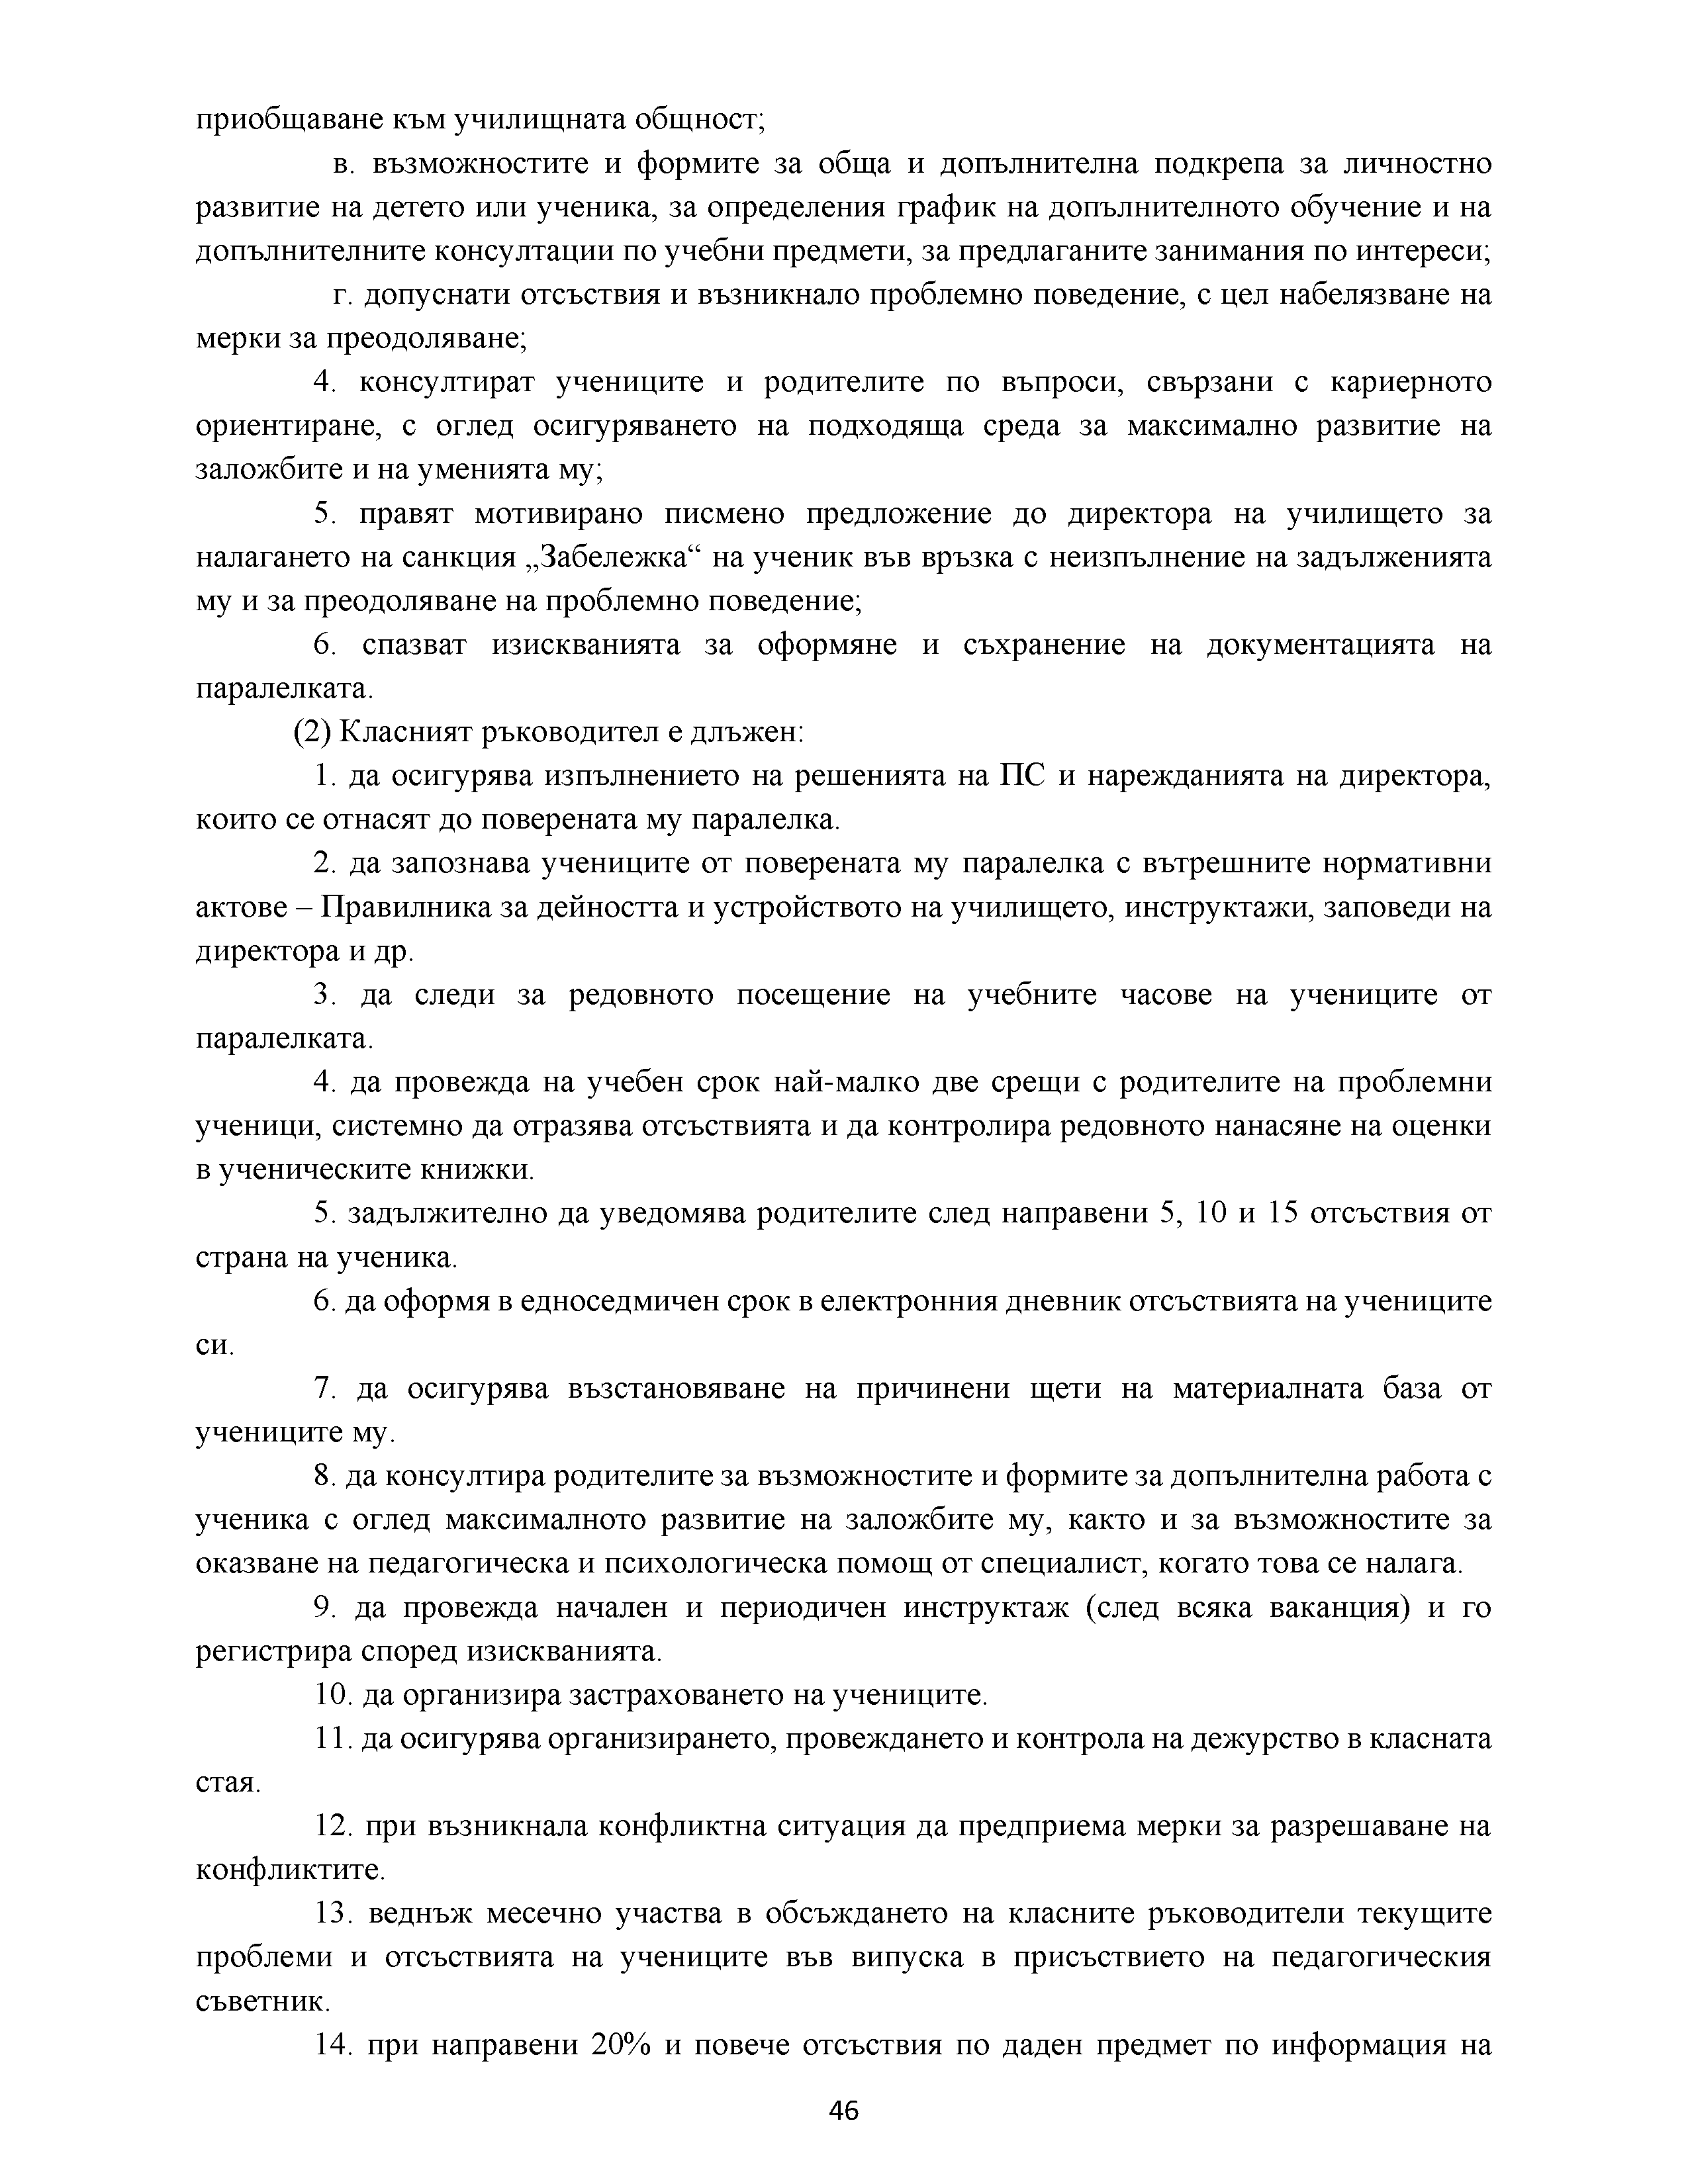 приобщаване към училищната общност;
в. възможностите и формите за обща и допълнителна подкрепа за личностно
развитие на детето или ученика, за определения график на допълнителното обучение и на
допълнителните консултации по учебни предмети, за предлаганите занимания по интереси;
г. допуснати отсъствия и възникнало проблемно поведение, с цел набелязване на
мерки за преодоляване;
4. консултират учениците и родителите по въпроси, свързани с кариерното
ориентиране, с оглед осигуряването на подходяща среда за максимално развитие на
заложбите и на уменията му;
5. правят мотивирано писмено предложение до директора на училището за
налагането на санкция „Забележка“ на ученик във връзка с неизпълнение на задълженията
му и за преодоляване на проблемно поведение;
6. спазват изискванията за оформяне и съхранение на документацията на
паралелката.
(2) Класният ръководител е длъжен:
1. да осигурява изпълнението на решенията на ПС и нарежданията на директора,
които се отнасят до поверената му паралелка.
2. да запознава учениците от поверената му паралелка с вътрешните нормативни
актове – Правилника за дейността и устройството на училището, инструктажи, заповеди на
директора и др.
3. да следи за редовното посещение на учебните часове на учениците от
паралелката.
4. да провежда на учебен срок най-малко две срещи с родителите на проблемни
ученици, системно да отразява отсъствията и да контролира редовното нанасяне на оценки
в ученическите книжки.
5. задължително да уведомява родителите след направени 5, 10 и 15 отсъствия от
страна на ученика.
6. да оформя в едноседмичен срок в електронния дневник отсъствията на учениците
си.
7. да осигурява възстановяване на причинени щети на материалната база от
учениците му.
8. да консултира родителите за възможностите и формите за допълнителна работа с
ученика с оглед максималното развитие на заложбите му, както и за възможностите за
оказване на педагогическа и психологическа помощ от специалист, когато това се налага.
9. да провежда начален и периодичен инструктаж (след всяка ваканция) и го
регистрира според изискванията.
10. да организира застраховането на учениците.
11. да осигурява организирането, провеждането и контрола на дежурство в класната
стая.
12. при възникнала конфликтна ситуация да предприема мерки за разрешаване на
конфликтите.
13. веднъж месечно участва в обсъждането на класните ръководители текущите
проблеми и отсъствията на учениците във випуска в присъствието на педагогическия
съветник.
14. при направени 20% и повече отсъствия по даден предмет по информация на
46